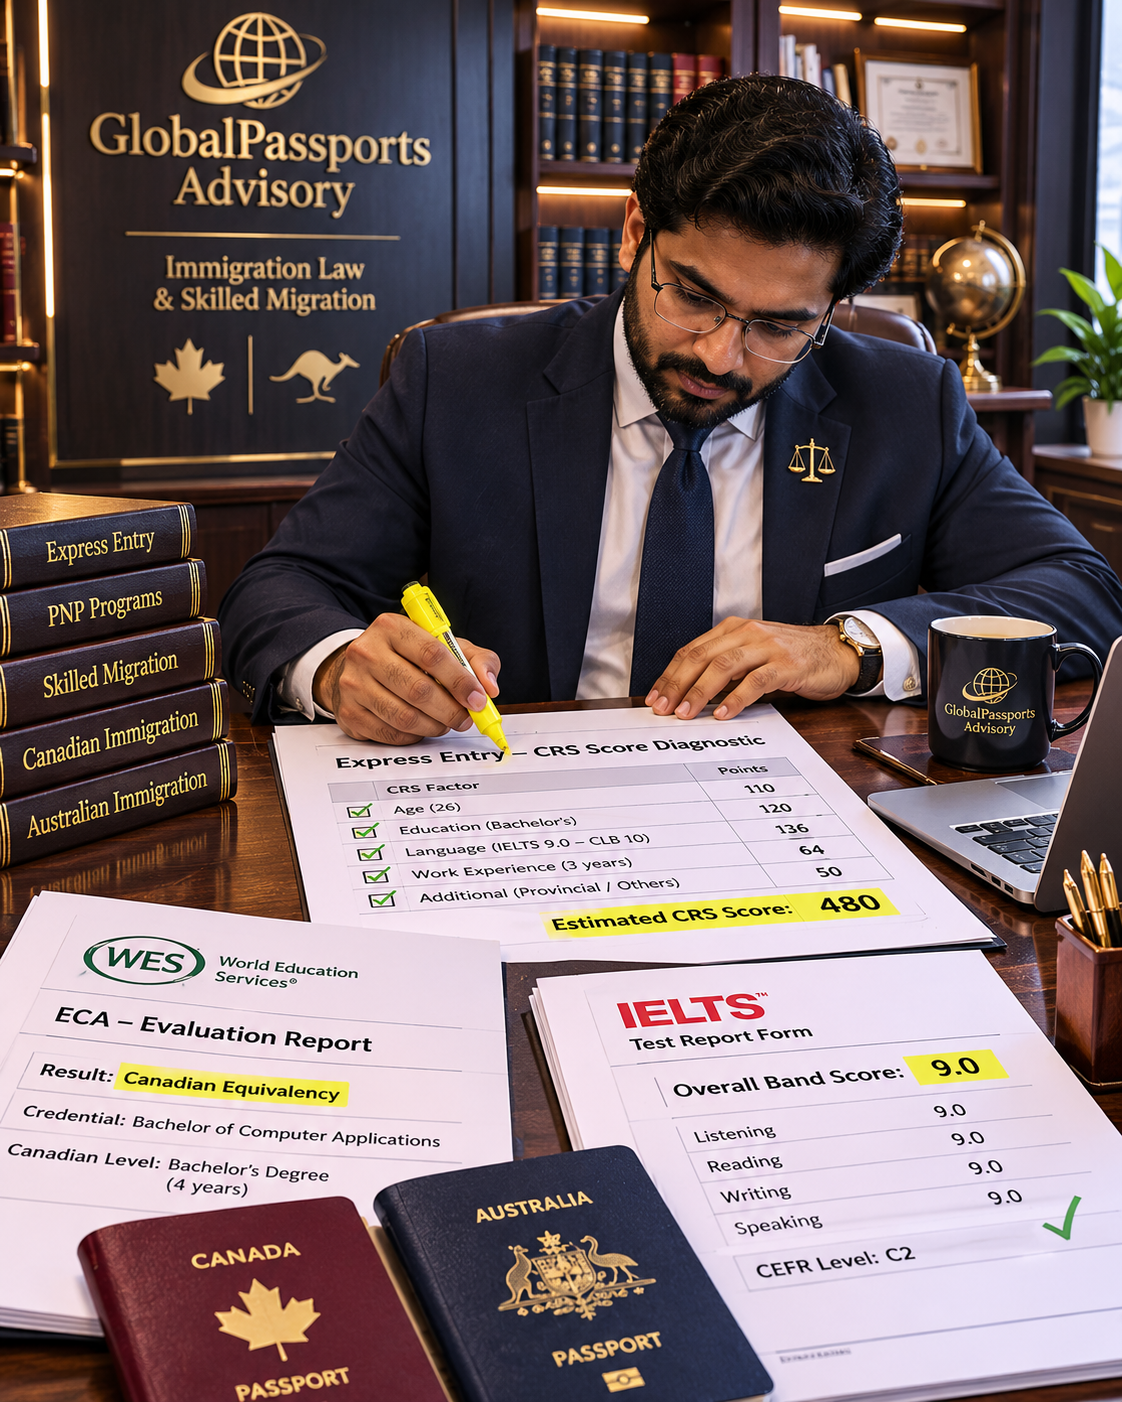 GlobalPassports
Advisory
Immigration Law
& Skilled Migration
Express Entry
PNP Programs
Skilled Migration
Canadian Immigration
Australian Immigration
GlobalPassports
Advisory
Express Entry – CRS Score Diagnostic
CRS Factor Points
Age (26) 110
Education (Bachelor's) 120
Language (IELTS 9.0 – CLB 10) 136
Work Experience (3 years) 64
Additional (Provincial / Others) 50
Estimated CRS Score: 480
WES World Education
Services®
ECA – Evaluation Report
Result: Canadian Equivalency
Credential: Bachelor of Computer Applications
Canadian Level: Bachelor's Degree
(4 years)
IELTS™
Test Report Form
Overall Band Score: 9.0
Listening 9.0
Reading 9.0
Writing 9.0
Speaking 9.0
CEFR Level: C2
CANADA
PASSPORT
AUSTRALIA
PASSPORT